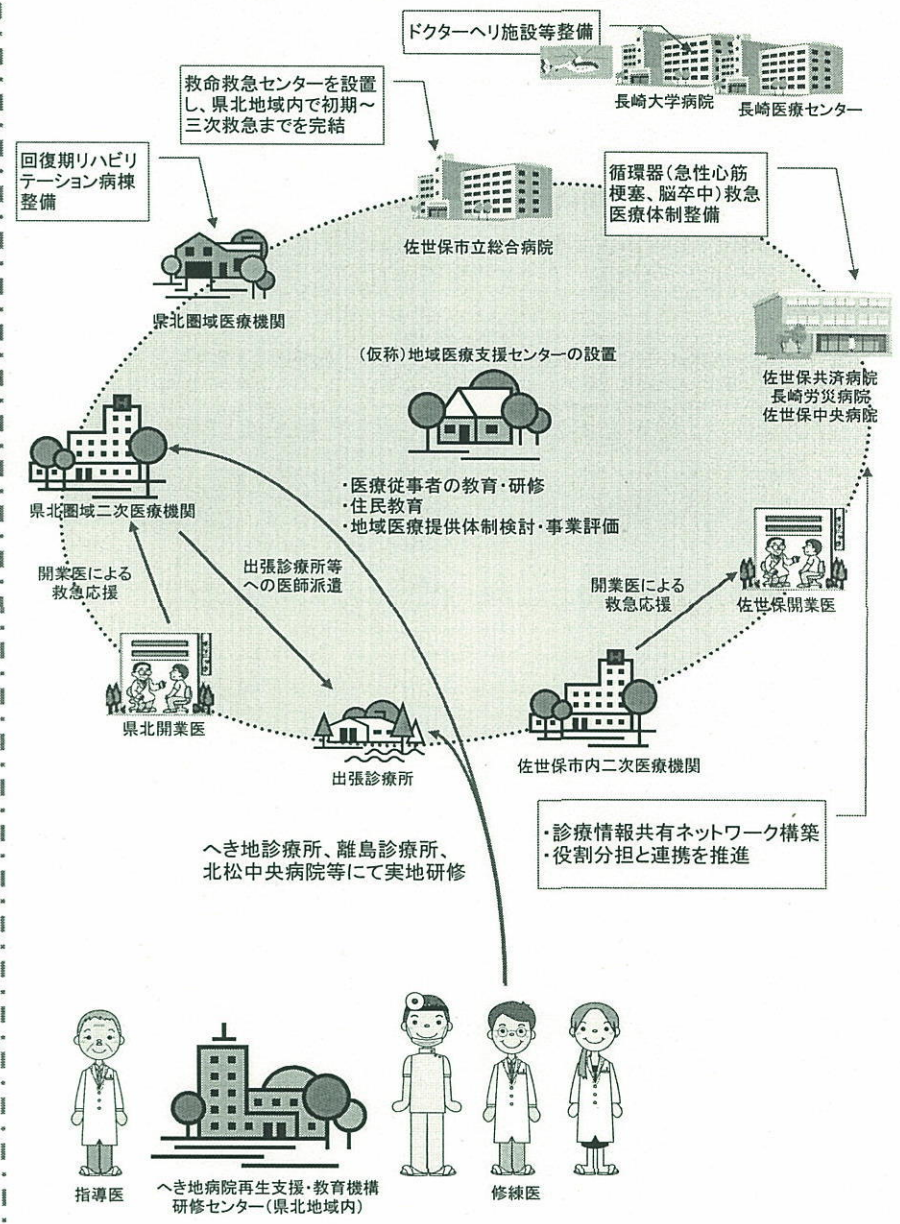 ドクターヘリ施設等整備
長崎大学病院
長崎医療センター
救命救急センターを設置
し、県北地域内で初期～
三次救急までを完結
回復期リハビリ
テーション病棟
整備
循環器(急性心筋
梗塞、脳卒中)救急
医療体制整備
佐世保市立総合病院
県北圏域医療機関
(仮称)地域医療支援センターの設置
佐世保共済病院
長崎労災病院
佐世保中央病院
・医療従事者の教育・研修
・住民教育
・地域医療提供体制検討・事業評価
H
県北圏域二次医療機関
開業医による
救急応援
出張診療所等
への医師派遣
開業医による
救急応援
佐世保開業医
県北開業医
出張診療所
H
佐世保市内二次医療機関
・診療情報共有ネットワーク構築
・役割分担と連携を推進
へき地診療所、離島診療所、
北松中央病院等にて実地研修
指導医
へき地病院再生支援・教育機構
研修センター(県北地域内)
修練医